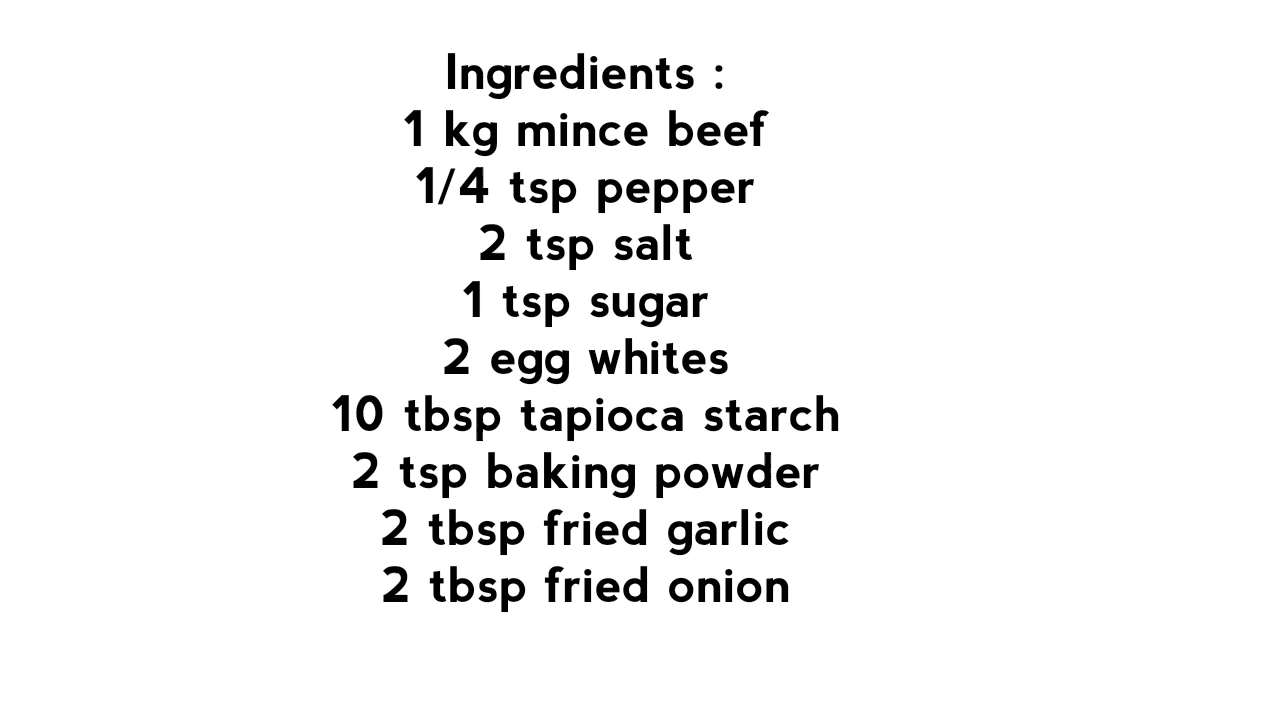 Ingredients :
1 kg mince beef
1/4 tsp pepper
2 tsp salt
1 tsp sugar
2 egg whites
10 tbsp tapioca starch
2 tsp baking powder
2 tbsp fried garlic
2 tbsp fried onion